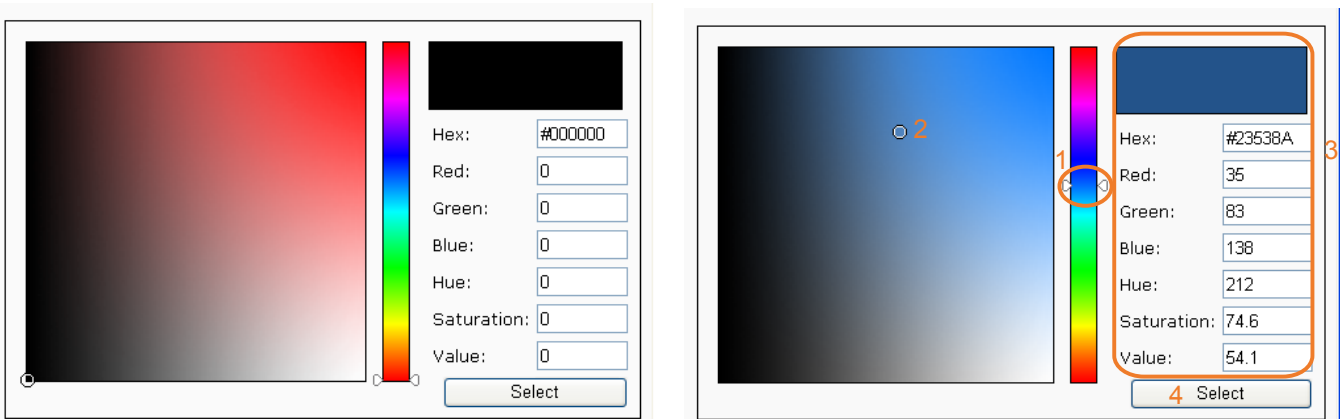 Hex: #000000
Red: 0
Green: 0
Blue: 0
Hue: 0
Saturation: 0
Value: 0
Select
2
1
3
Hex: #23538A
Red: 35
Green: 83
Blue: 138
Hue: 212
Saturation: 74.6
Value: 54.1
4 Select